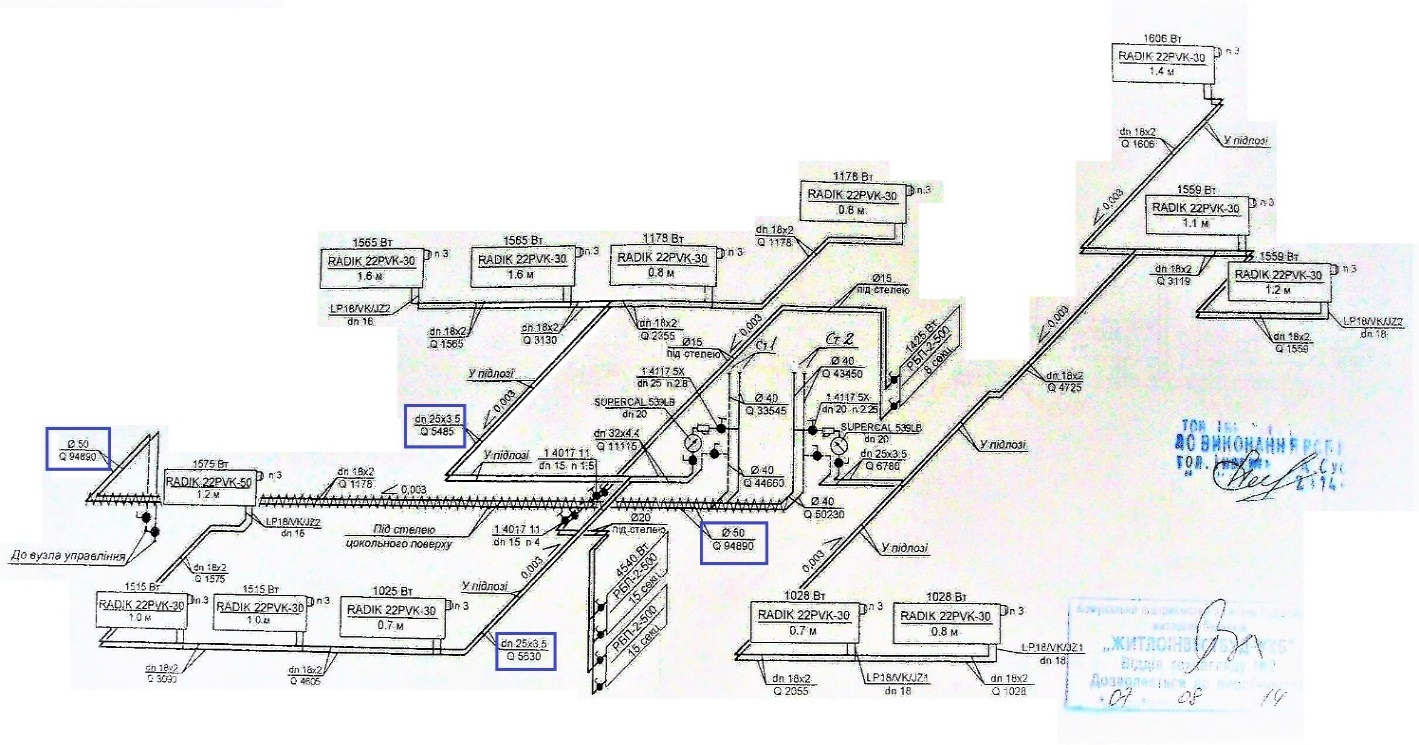 1606 Вт
RADIK 22PVK-30
1.4 м
п 3
dn 18x2
Q 1606
У підлозі
0,003
1559 Вт
RADIK 22PVK-30
1.1 м
п 3
dn 18x2
Q 3119
1559 Вт
RADIK 22PVK-30
1.2 м
п 3
LP18/VK/JZ2
dn 18
dn 18x2
Q 1559
0,003
dn 18x2
Q 4725
У підлозі
1178 Вт
RADIK 22PVK-30
0.8 м
п.3
dn 18x2
Q 1178
1565 Вт
RADIK 22PVK-30
1.6 м
п 3
1565 Вт
RADIK 22PVK-30
1.6 м
п 3
1178 Вт
RADIK 22PVK-30
0.8 м
п 3
LP18/VK/JZ2
dn 16
dn 18x2
Q 1565
dn 18x2
Q 3130
dn 18x2
Q 2355
Ø15
під стелею
Ø15
під стелею
0,003
Ст1
Ст2
1425 Вт
РБП-2-500
8 секц
У підлозі
0,003
dn 25x3.5
Q 5485
1 4117 5X
dn 25 п 2.8
SUPERCAL 539LB
dn 20
Ø 40
Q 33545
Ø 40
Q 43450
1 4117 5X
dn 20 п 2.25
SUPERCAL 539LB
dn 20
dn 25x3.5
Q 6780
dn 32x4.4
Q 11115
У підлозі
1 4017 11
dn 15 п 1.5
Ø 40
Q 44660
Ø 40
Q 50230
Ø 50
Q 94890
Ø 50
Q 94890
1575 Вт
RADIK 22PVK-50
1.2 м
п 3
dn 18x2
Q 1178
0,003
LP18/VK/JZ2
dn 16
Під стелею
цокольного поверху
1 4017 11
dn 15 п 4
Ø20
під стелею
До вузла управління
dn 18x2
Q 1575
4540 Вт
РБП-2-500
15 секц
РБП-2-500
15 секц
0,003
У підлозі
0,003
У підлозі
1515 Вт
RADIK 22PVK-30
1.0 м
п 3
1515 Вт
RADIK 22PVK-30
1.0 м
п 3
1025 Вт
RADIK 22PVK-30
0.7 м
п 3
dn 18x2
Q 3090
dn 18x2
Q 4605
dn 25x3,5
Q 5630
1028 Вт
RADIK 22PVK-30
0.7 м
п 3
1028 Вт
RADIK 22PVK-30
0.8 м
п 3
dn 18x2
Q 2055
LP18/VK/JZ1
dn 18
dn 18x2
Q 1028
LP18/VK/JZ1
dn 18
ДО ВИКОНАННЯ
07 08 14